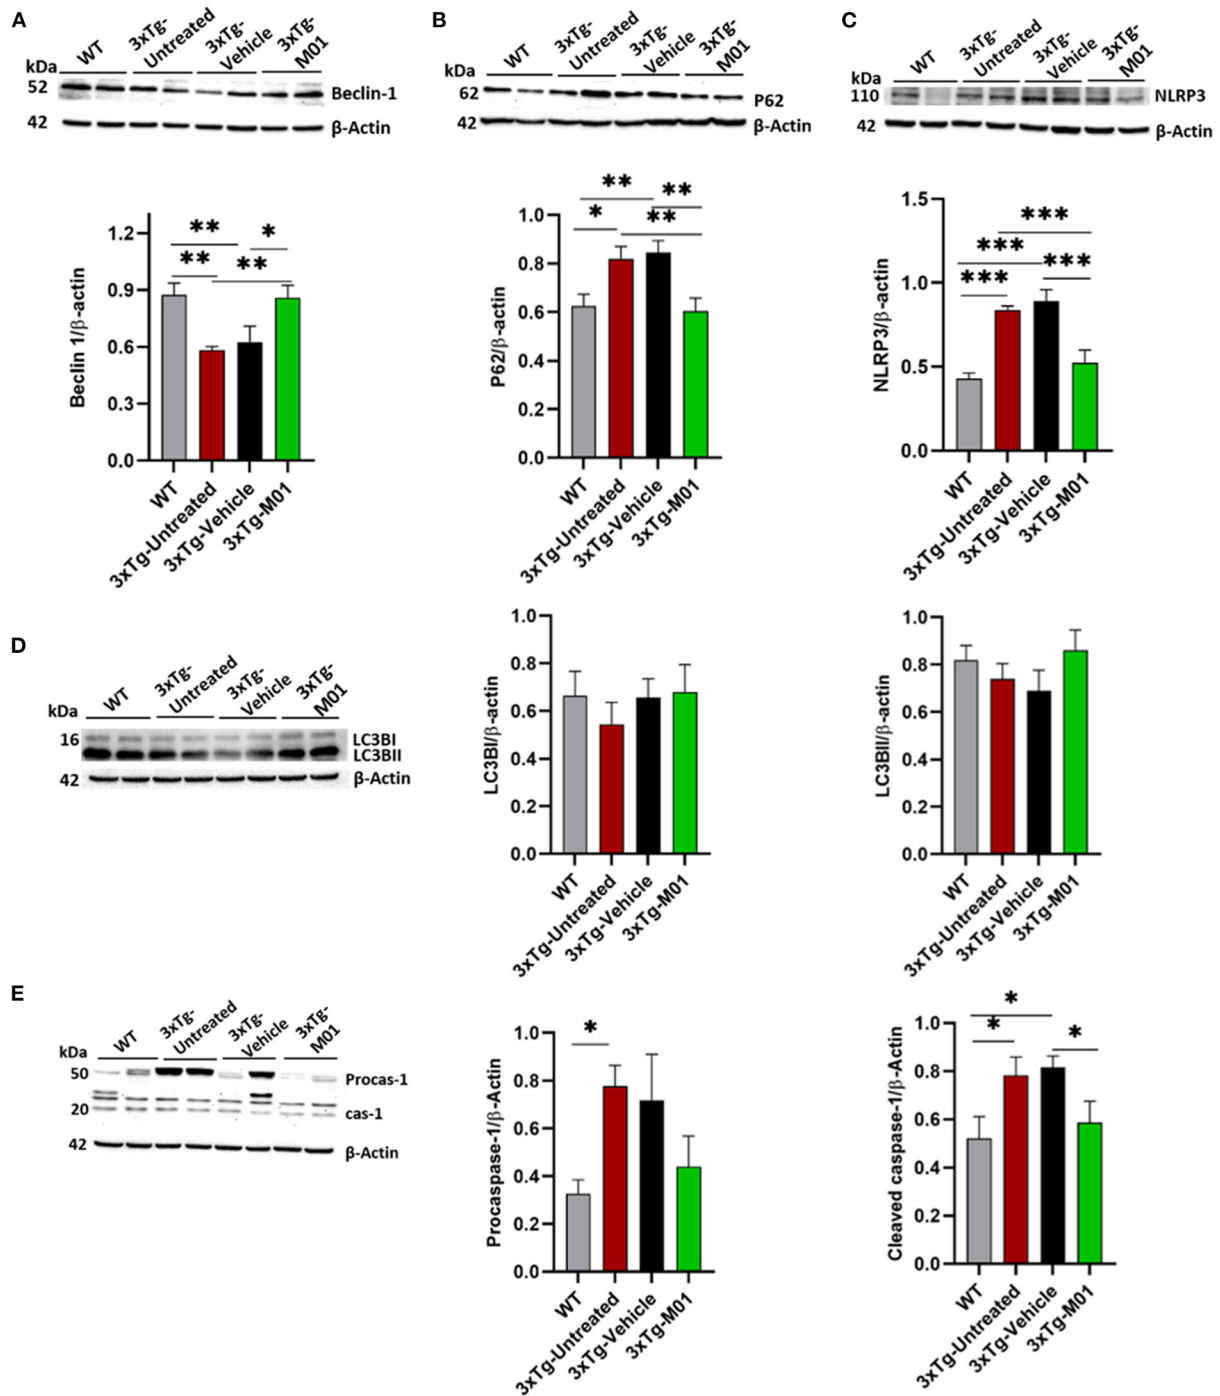 A
WT
3xTg-
Untreated
3xTg-
Vehicle
3xTg-
M01
kDa
52
Beclin-1
42
β-Actin
**
*
**
**
Beclin 1/β-actin
1.2
0.9
0.6
0.3
0.0
WT
3xTg-Untreated
3xTg-Vehicle
3xTg-M01
B
WT
3xTg-
Untreated
3xTg-
Vehicle
3xTg-
M01
kDa
62
P62
42
β-Actin
**
**
*
**
P62/β-actin
1.0
0.8
0.6
0.4
0.2
0.0
WT
3xTg-Untreated
3xTg-Vehicle
3xTg-M01
C
WT
3xTg-
Untreated
3xTg-
Vehicle
3xTg-
M01
kDa
110
NLRP3
42
β-Actin
***
***
***
***
NLRP3/β-actin
1.5
1.0
0.5
0.0
WT
3xTg-Untreated
3xTg-Vehicle
3xTg-M01
D
WT
3xTg-
Untreated
3xTg-
Vehicle
3xTg-
M01
kDa
16
LC3BI
LC3BII
42
β-Actin
LC3BI/β-actin
1.0
0.8
0.6
0.4
0.2
0.0
WT
3xTg-Untreated
3xTg-Vehicle
3xTg-M01
LC3BII/β-actin
1.0
0.8
0.6
0.4
0.2
0.0
WT
3xTg-Untreated
3xTg-Vehicle
3xTg-M01
E
WT
3xTg-
Untreated
3xTg-
Vehicle
3xTg-
M01
kDa
50
Procas-1
20
cas-1
42
β-Actin
*
Procaspase-1/β-Actin
1.0
0.8
0.6
0.4
0.2
0.0
WT
3xTg-Untreated
3xTg-Vehicle
3xTg-M01
*
*
*
Cleaved caspase-1/β-Actin
1.0
0.8
0.6
0.4
0.2
0.0
WT
3xTg-Untreated
3xTg-Vehicle
3xTg-M01